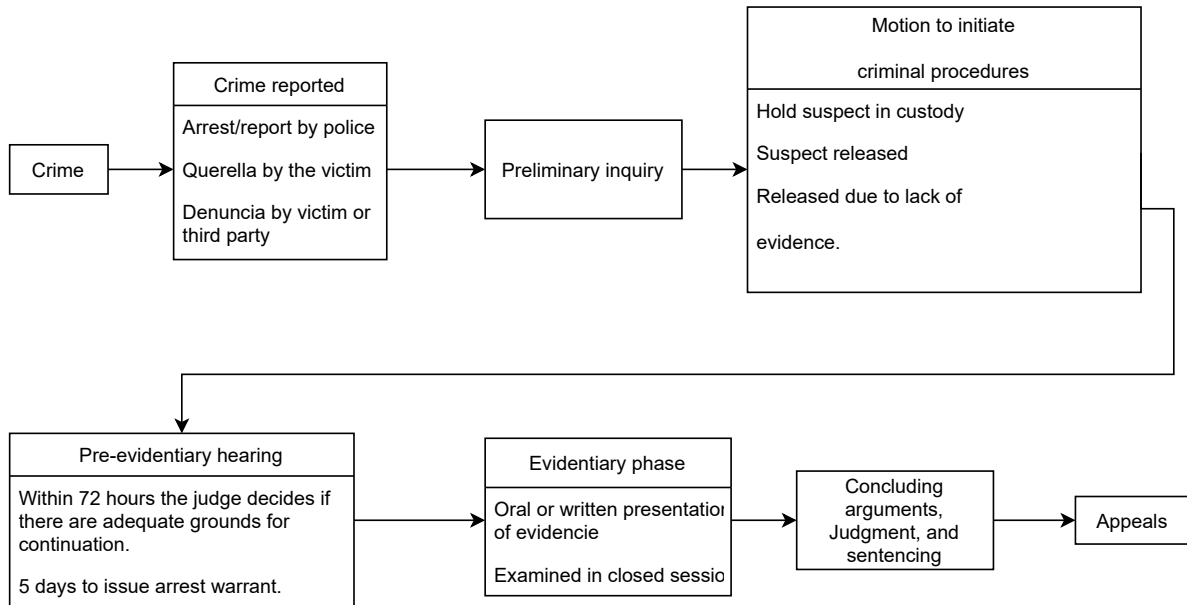 Crime
Crime reported
Arrest/report by police
Querella by the victim
Denuncia by victim or
third party
Preliminary inquiry
Motion to initiate
criminal procedures
Hold suspect in custody
Suspect released
Released due to lack of
evidence.
Pre-evidentiary hearing
Within 72 hours the judge decides if
there are adequate grounds for
continuation.
5 days to issue arrest warrant.
Evidentiary phase
Oral or written presentation
of evidencie
Examined in closed sessio
Concluding
arguments,
Judgment, and
sentencing
Appeals